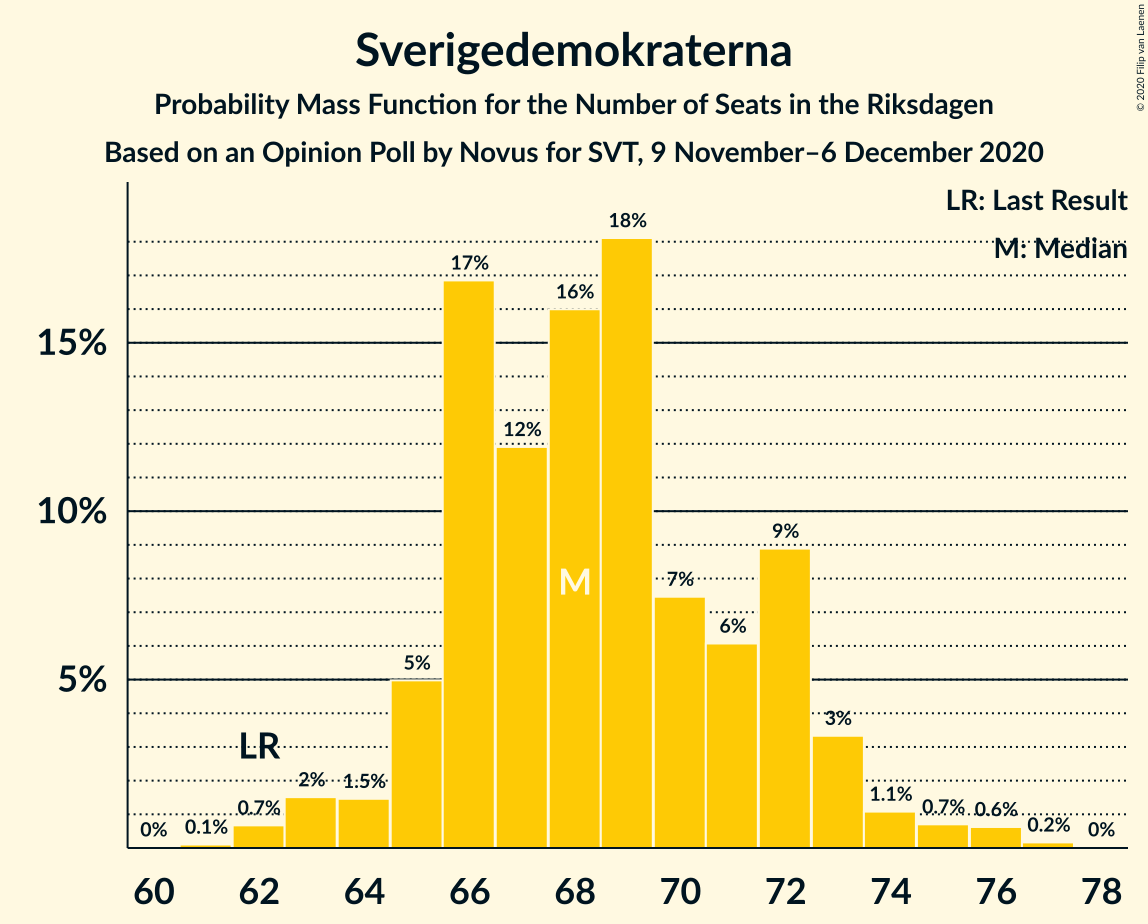 © 2020 Filip van Laenen
Sverigedemokraterna
Probability Mass Function for the Number of Seats in the Riksdagen
Based on an Opinion Poll by Novus for SVT, 9 November–6 December 2020
LR: Last Result
M: Median
15%
10%
5%
0%
0.1%
0.7%
2%
1.5%
5%
17%
12%
16%
18%
7%
6%
9%
3%
1.1%
0.7%
0.6%
0.2%
0%
LR
M
60 62 64 66 68 70 72 74 76 78